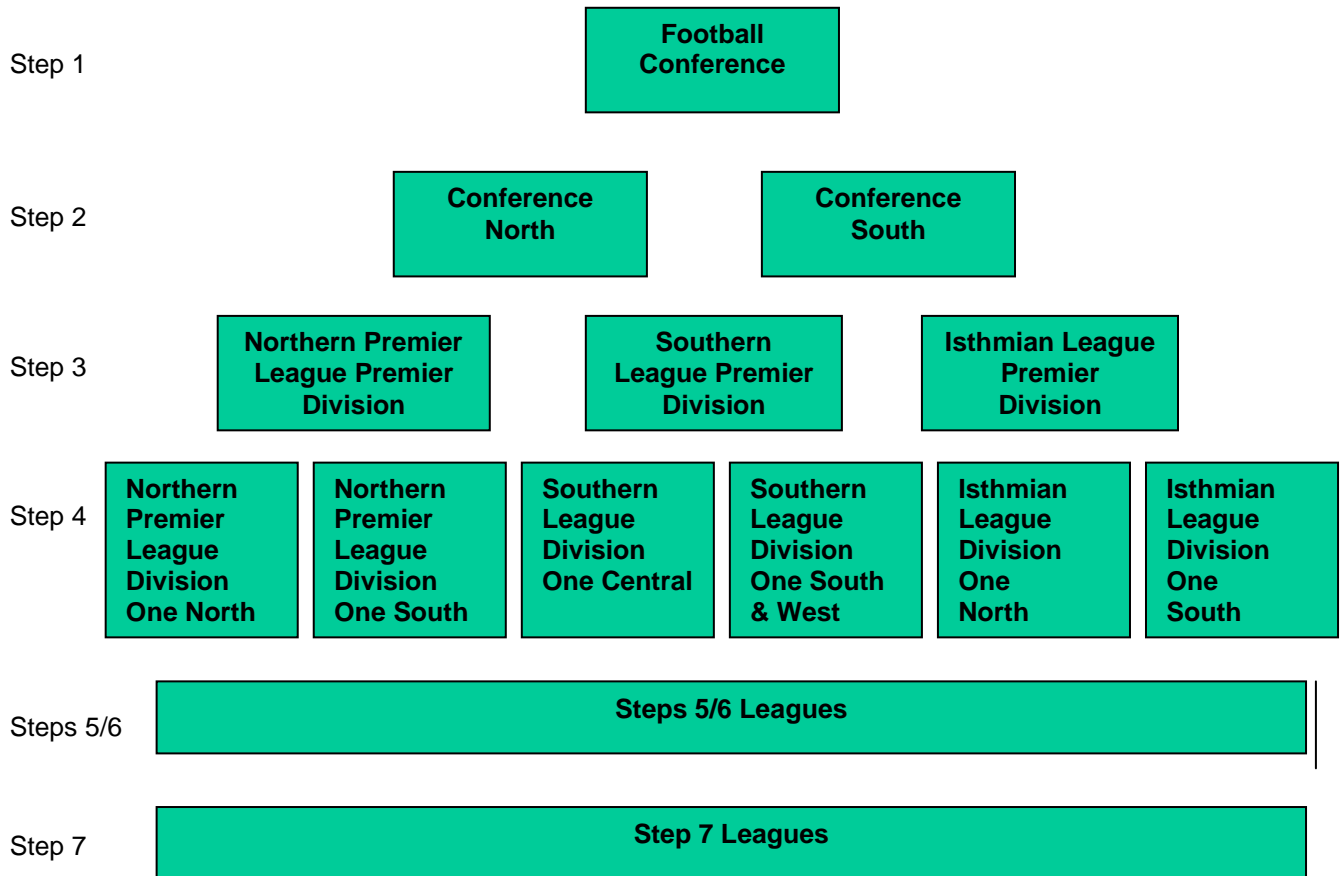 Step 1
Football
Conference
Step 2
Conference
North
Conference
South
Step 3
Northern Premier
League Premier
Division
Southern
League Premier
Division
Isthmian League
Premier
Division
Step 4
Northern
Premier
League
Division
One North
Northern
Premier
League
Division
One South
Southern
League
Division
One Central
Southern
League
Division
One South
& West
Isthmian
League
Division
One
North
Isthmian
League
Division
One
South
Steps 5/6
Steps 5/6 Leagues
Step 7
Step 7 Leagues